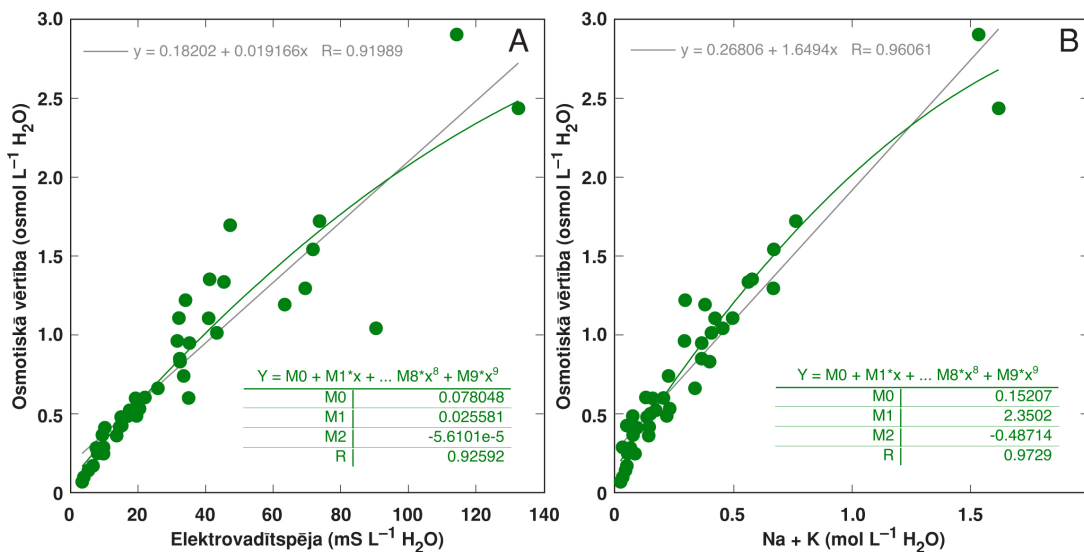 A
y = 0.18202 + 0.019166x R= 0.91989
Osmotiskā vērtība (osmol L⁻¹ H₂O)
3.0
2.5
2.0
1.5
1.0
0.5
0
Y = M0 + M1*x + ... M8*x⁸ + M9*x⁹
M0 0.078048
M1 0.025581
M2 -5.6101e-5
R 0.92592
0 20 40 60 80 100 120 140
Elektrovadītspēja (mS L⁻¹ H₂O)
B
y = 0.26806 + 1.6494x R= 0.96061
Osmotiskā vērtība (osmol L⁻¹ H₂O)
3.0
2.5
2.0
1.5
1.0
0.5
0
Y = M0 + M1*x + ... M8*x⁸ + M9*x⁹
M0 0.15207
M1 2.3502
M2 -0.48714
R 0.9729
0 0.5 1.0 1.5
Na + K (mol L⁻¹ H₂O)